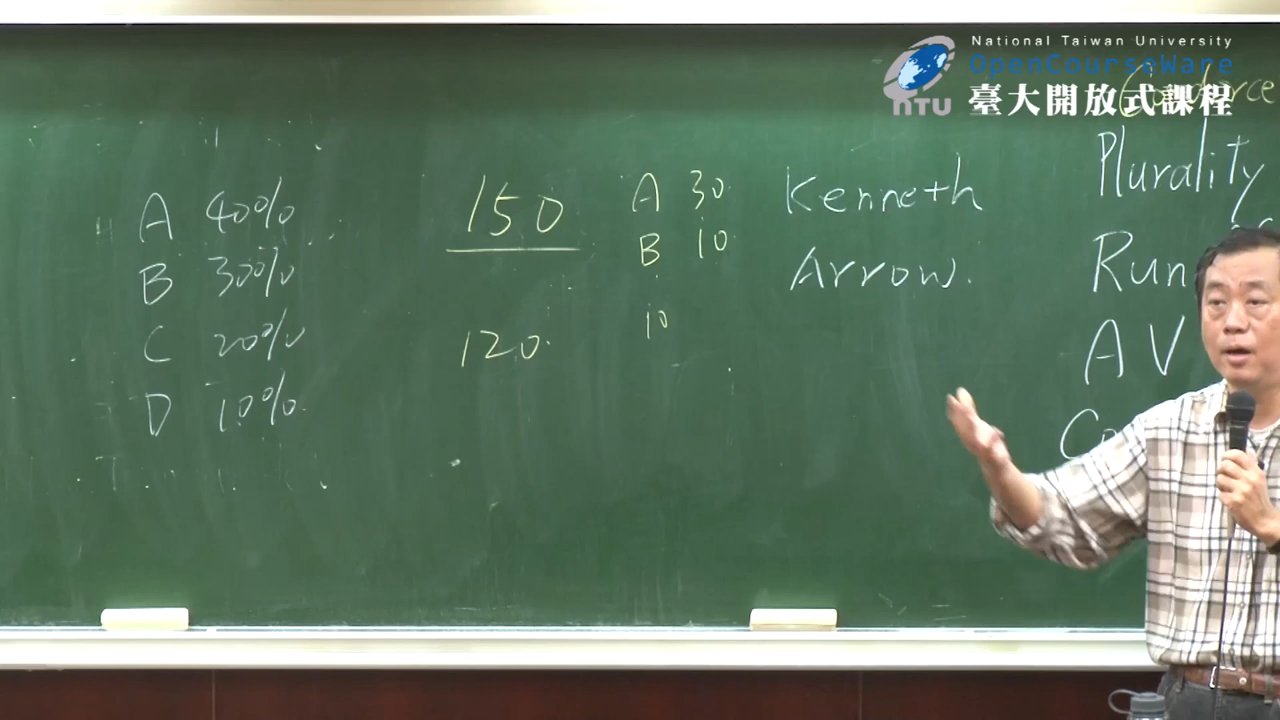 National Taiwan University
OpenCourseWare
臺大開放式課程
NTU
A 40%
B 30%
C 20%
D 10%
150
120
A 30
B 10
10
Kenneth
Arrow.
Plurality
Run
AV